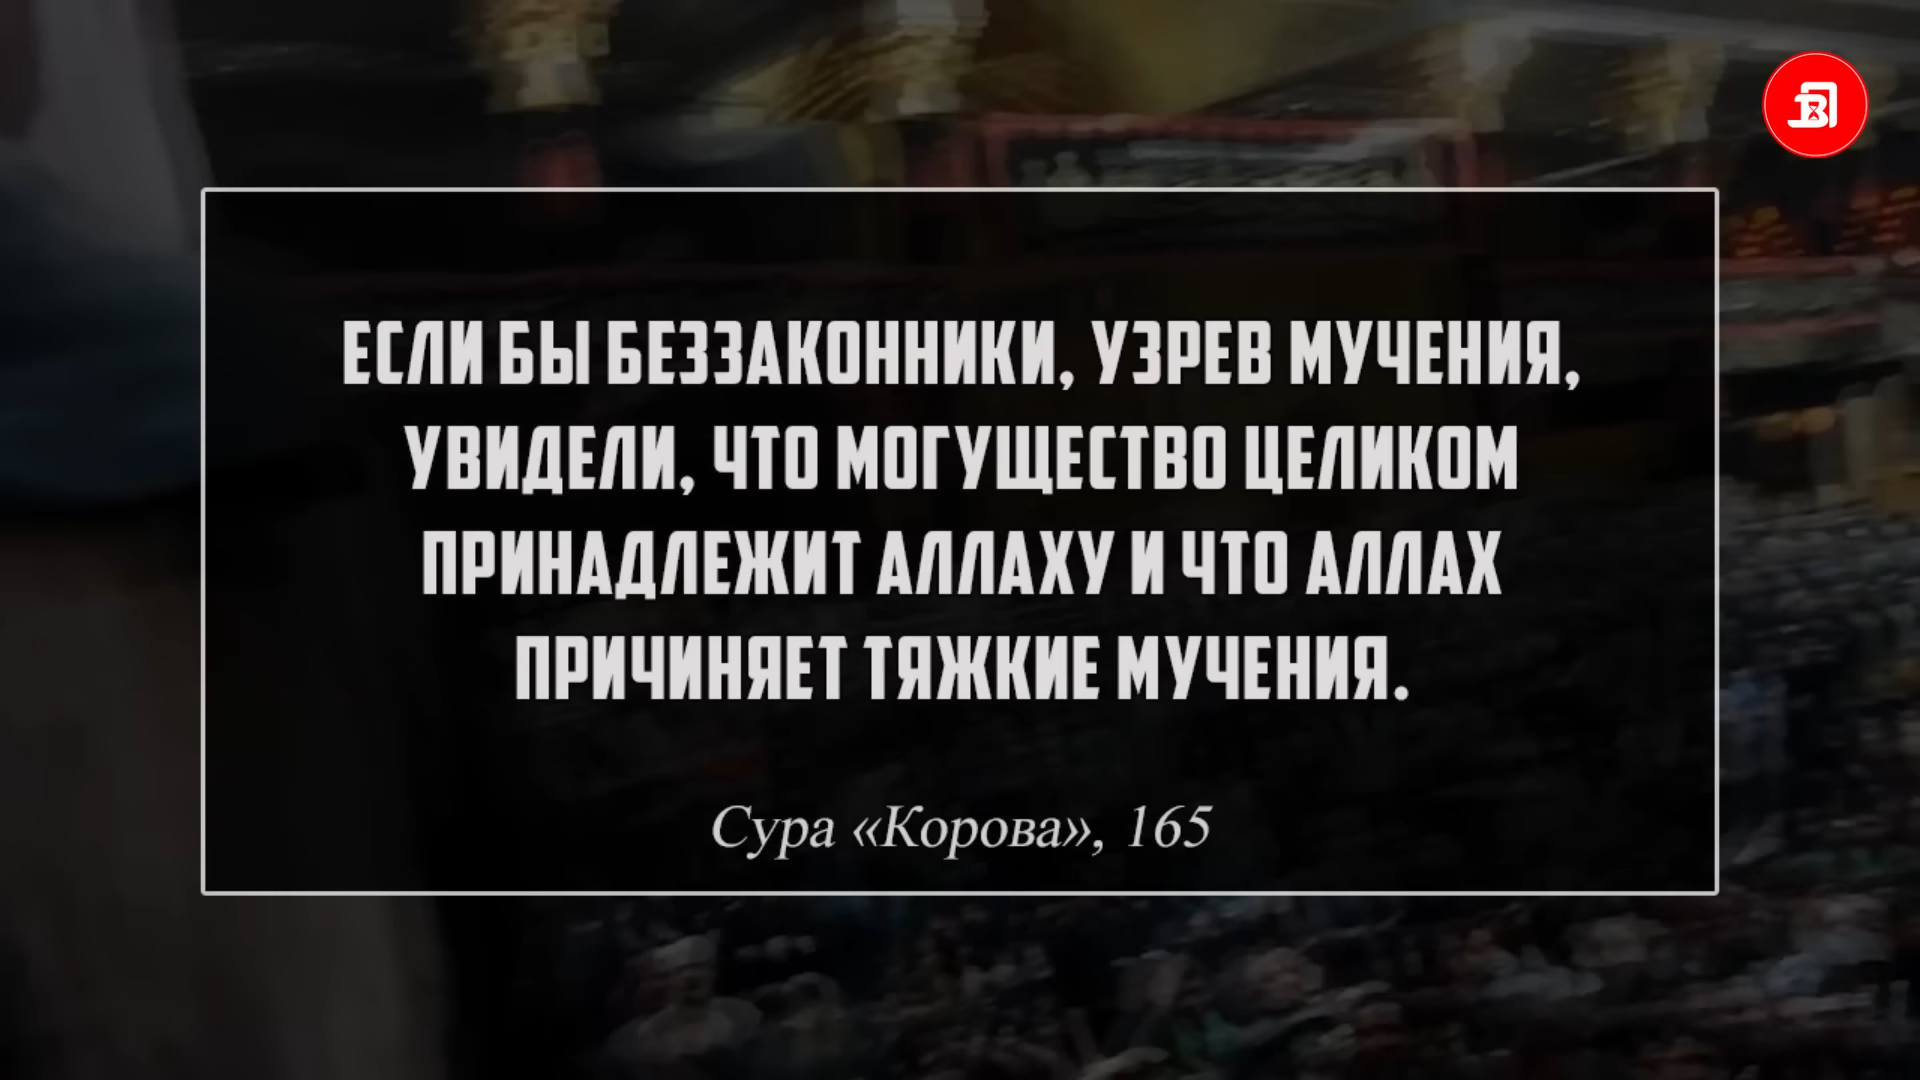 ЕСЛИ БЫ БЕЗЗАКОННИКИ, УЗРЕВ МУЧЕНИЯ,
УВИДЕЛИ, ЧТО МОГУЩЕСТВО ЦЕЛИКОМ
ПРИНАДЛЕЖИТ АЛЛАХУ И ЧТО АЛЛАХ
ПРИЧИНЯЕТ ТЯЖКИЕ МУЧЕНИЯ.
Сура «Корова», 165